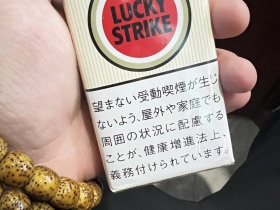 LUCKY
STRIKE
望まない受動喫煙が生じ
ないよう、屋外や家庭でも
周囲の状況に配慮する
ことが、健康増進法上、
義務付けられています。